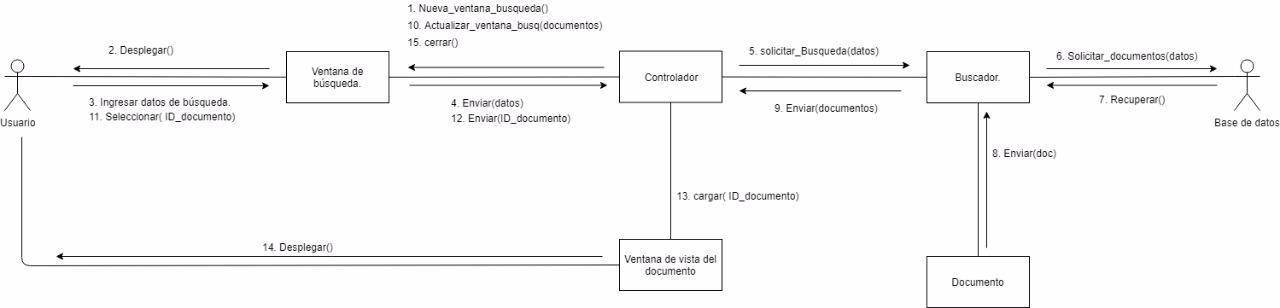 1. Nueva_ventana_busqueda()
10. Actualizar_ventana_busq(documentos)
15. cerrar()
2. Desplegar()
5. solicitar_Busqueda(datos)
6. Solicitar_documentos(datos)
Ventana de
búsqueda.
Controlador
Buscador.
3. Ingresar datos de búsqueda.
11. Seleccionar( ID_documento)
4. Enviar(datos)
12. Enviar(ID_documento)
9. Enviar(documentos)
7. Recuperar()
Usuario
Base de datos
8. Enviar(doc)
13. cargar( ID_documento)
14. Desplegar()
Ventana de vista del
documento
Documento